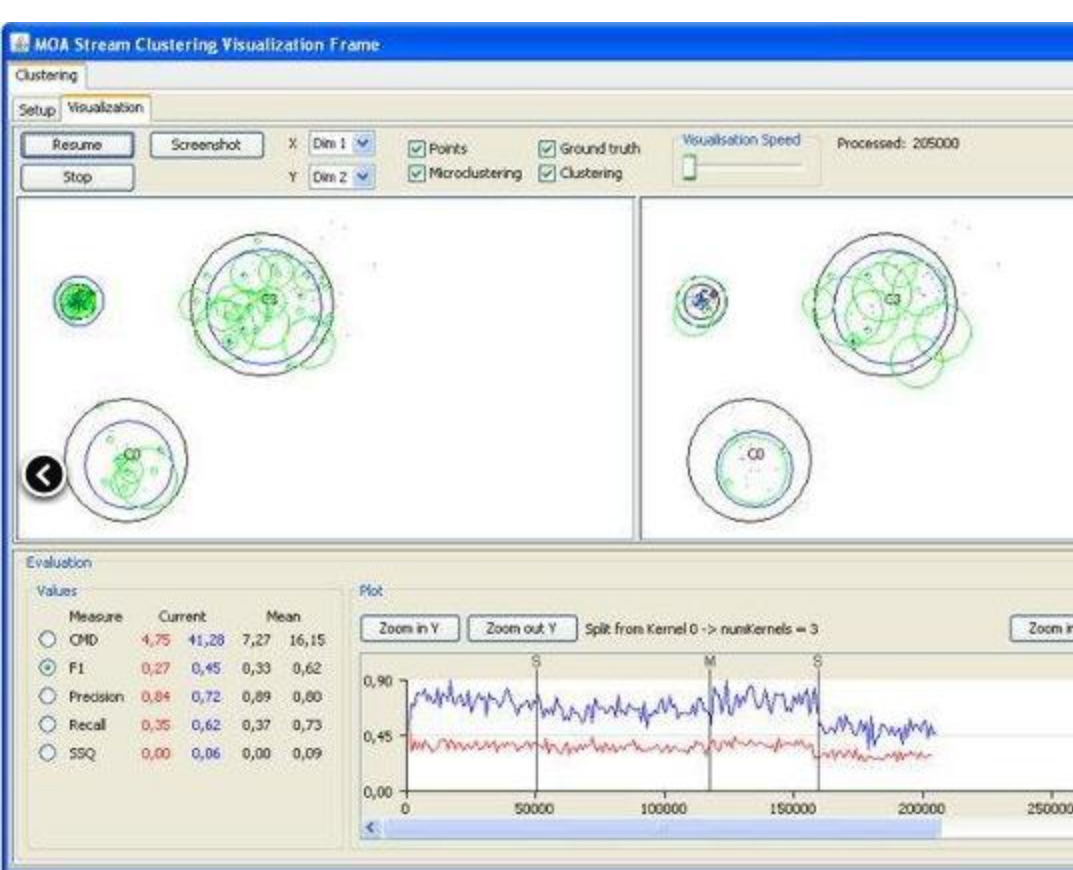 MOA Stream Clustering Visualization Frame
Clustering
Setup Visualization
Resume Screenshot X Dim 1 Points Ground truth Visualisation Speed Processed: 205000
Stop Y Dim 2 Microclustering Clustering
C3 C3
C0 C0
Evaluation
Values Plot
Measure Current Mean
CMD 4,75 41,28 7,27 16,15
F1 0,27 0,45 0,33 0,62
Precision 0,84 0,72 0,89 0,80
Recall 0,35 0,62 0,37 0,73
SSQ 0,00 0,06 0,00 0,09
Zoom in Y Zoom out Y Split from Kernel 0 -> numKernels = 3 Zoom in
S M S
0,90
0,45
0,00
0 50000 100000 150000 200000 250000